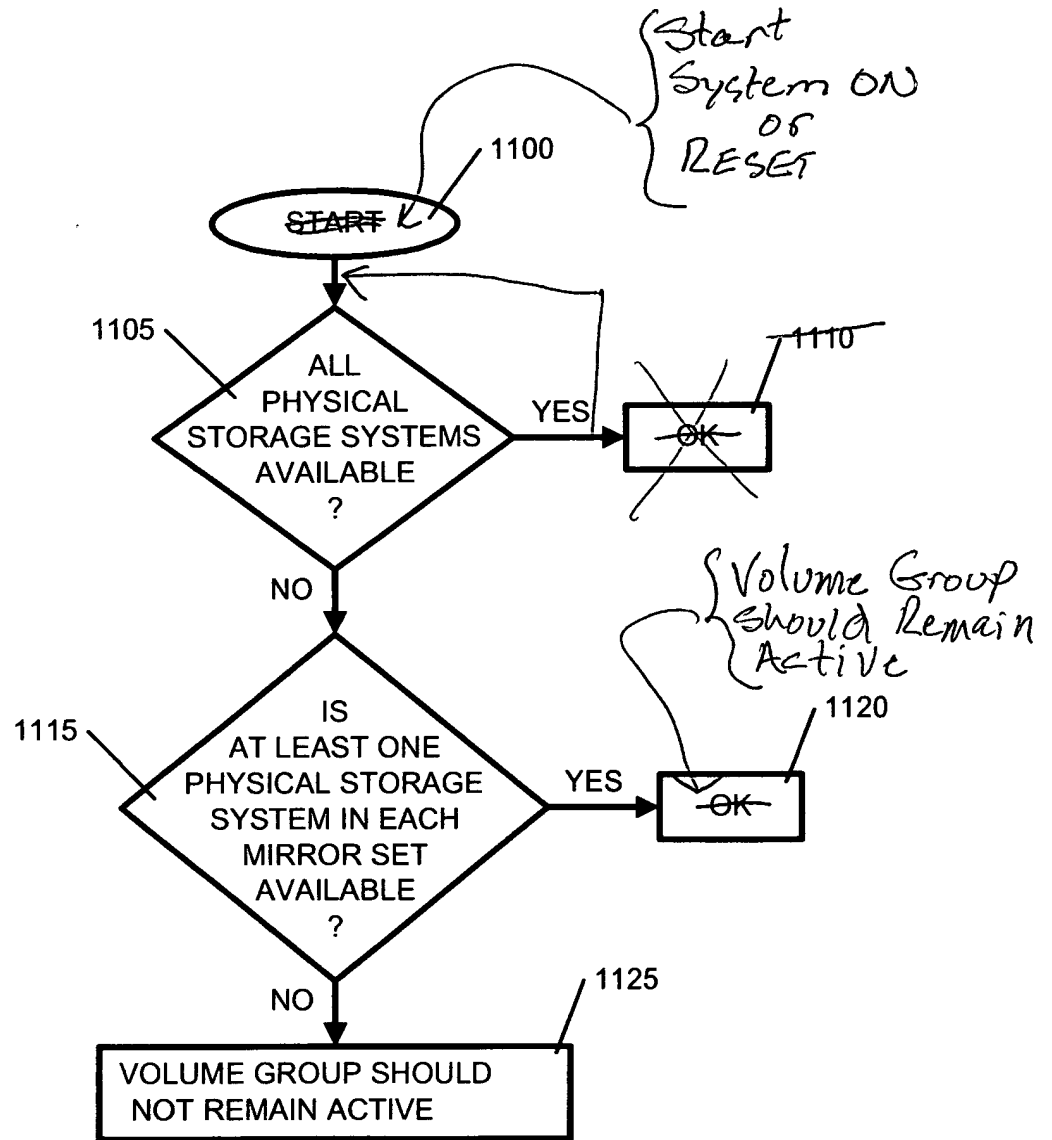 Start
System ON
or
RESET
1100
START
1105
ALL
PHYSICAL
STORAGE SYSTEMS
AVAILABLE
?
YES
1110
OK
NO
Volume Group
should Remain
Active
1115
IS
AT LEAST ONE
PHYSICAL STORAGE
SYSTEM IN EACH
MIRROR SET
AVAILABLE
?
YES
1120
OK
NO
1125
VOLUME GROUP SHOULD
NOT REMAIN ACTIVE